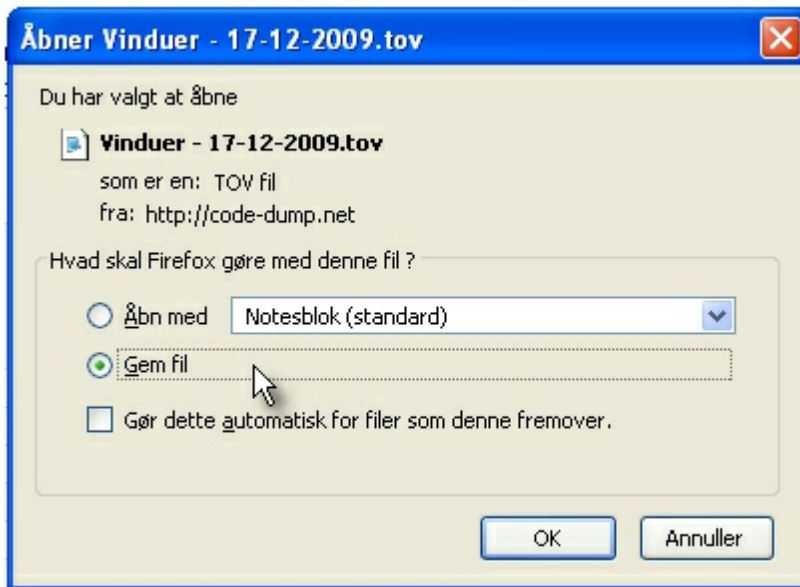 Åbner Vinduer - 17-12-2009.tov
Du har valgt at åbne
Vinduer - 17-12-2009.tov
som er en: TOV fil
fra: http://code-dump.net
Hvad skal Firefox gøre med denne fil ?
Åbn med Notesblok (standard)
Gem fil
Gør dette automatisk for filer som denne fremover.
OK Annuller